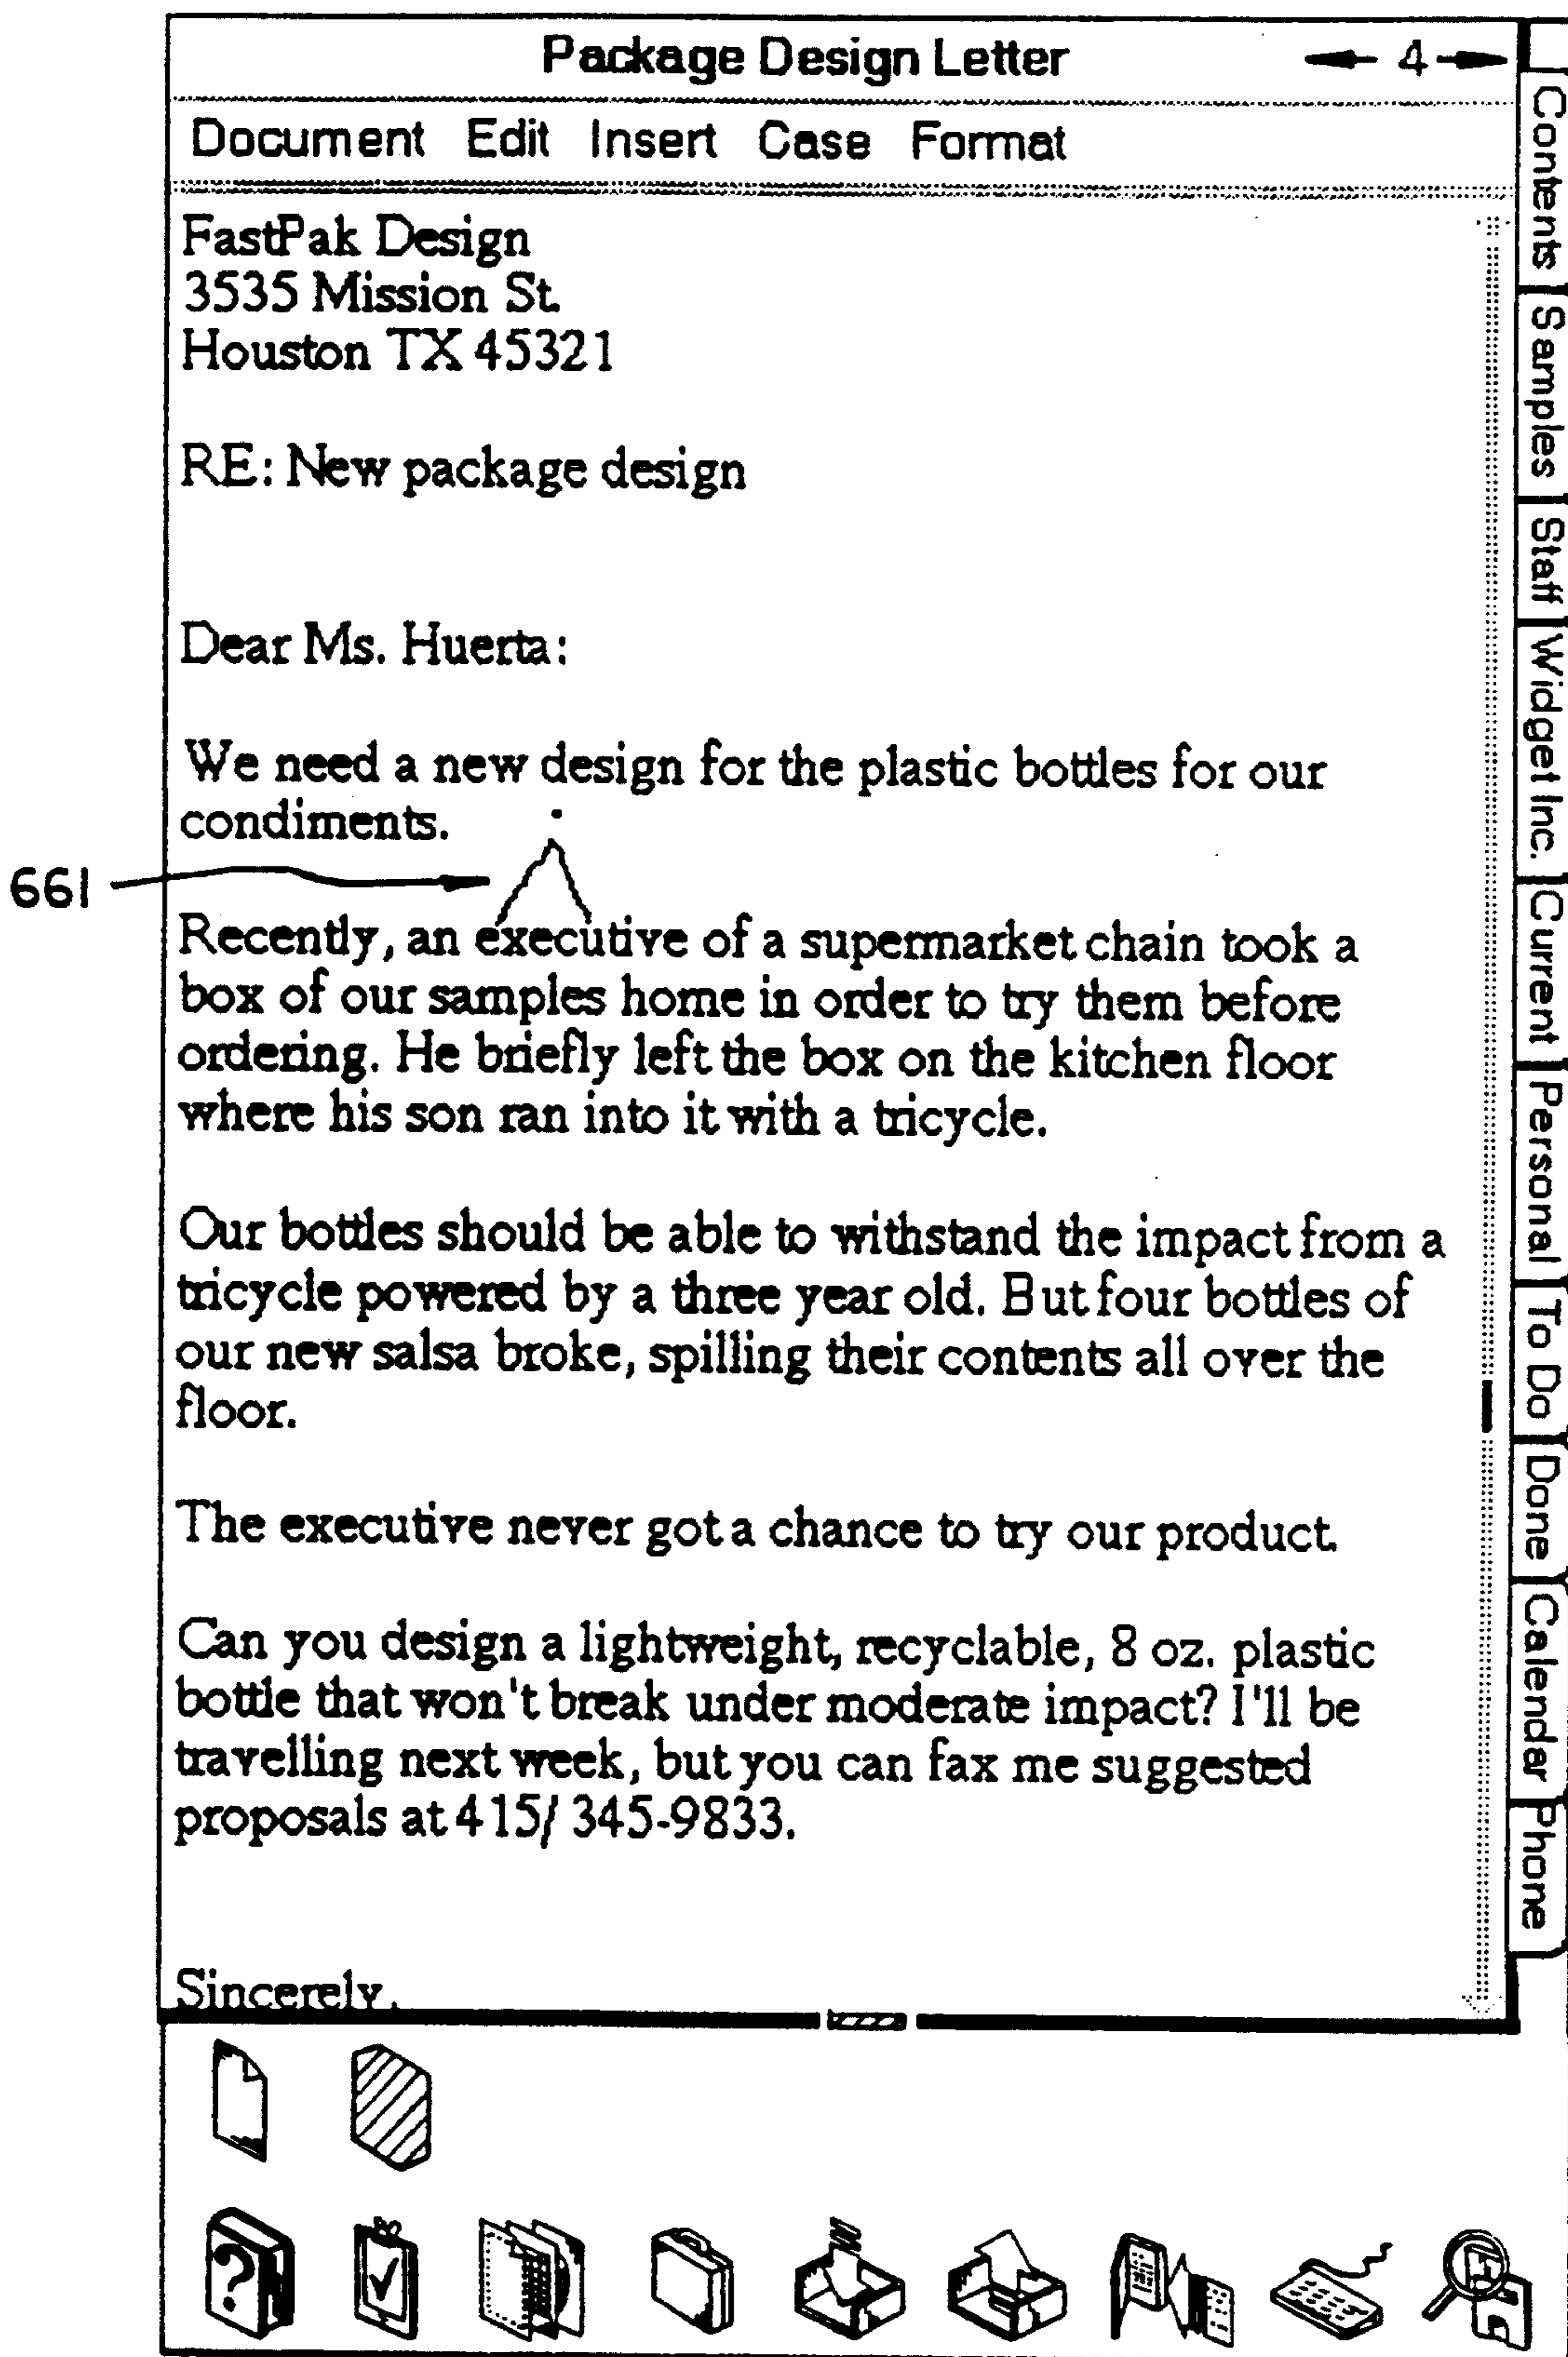 Package Design Letter 4
Document Edit Insert Case Format
FastPak Design
3535 Mission St.
Houston TX 45321
RE: New package design
Dear Ms. Huerta:
We need a new design for the plastic bottles for our
condiments.
661
Recently, an executive of a supermarket chain took a
box of our samples home in order to try them before
ordering. He briefly left the box on the kitchen floor
where his son ran into it with a tricycle.
Our bottles should be able to withstand the impact from a
tricycle powered by a three year old. But four bottles of
our new salsa broke, spilling their contents all over the
floor.
The executive never got a chance to try our product.
Can you design a lightweight, recyclable, 8 oz. plastic
bottle that won't break under moderate impact? I'll be
travelling next week, but you can fax me suggested
proposals at 415/ 345-9833.
Sincerely,
Contents
Samples
Staff
Widget Inc.
Current
Personal
To Do
Done
Calendar
Phone
?